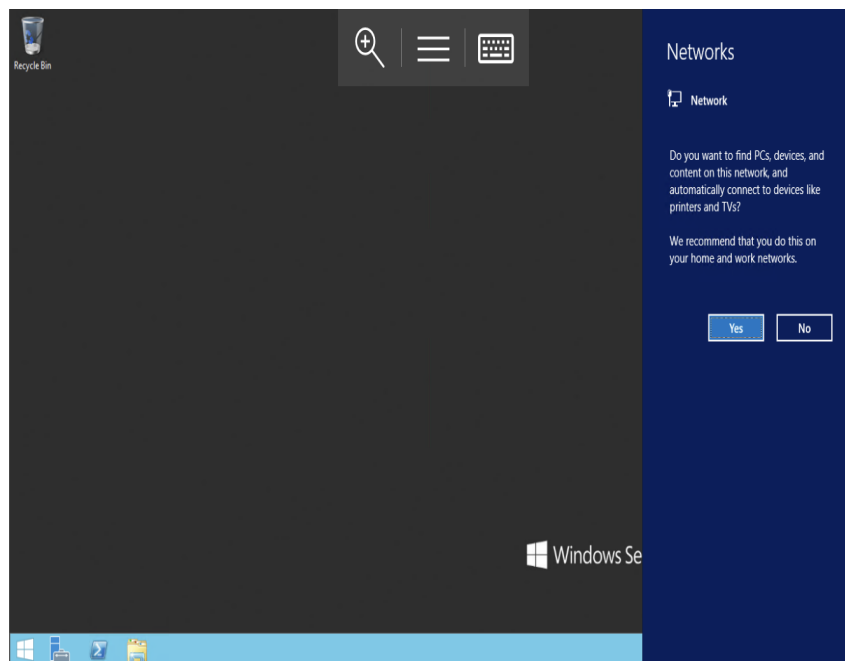 Recycle Bin
Networks
Network
Do you want to find PCs, devices, and
content on this network, and
automatically connect to devices like
printers and TVs?
We recommend that you do this on
your home and work networks.
Yes No
Windows Se